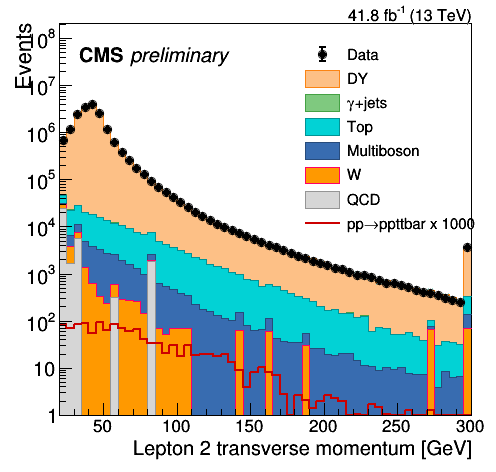 41.8 fb⁻¹ (13 TeV)
Events
CMS preliminary
Data
DY
γ+jets
Top
Multiboson
W
QCD
pp→ppttbar x 1000
10⁸
10⁷
10⁶
10⁵
10⁴
10³
10²
10
1
50 100 150 200 250 300
Lepton 2 transverse momentum [GeV]